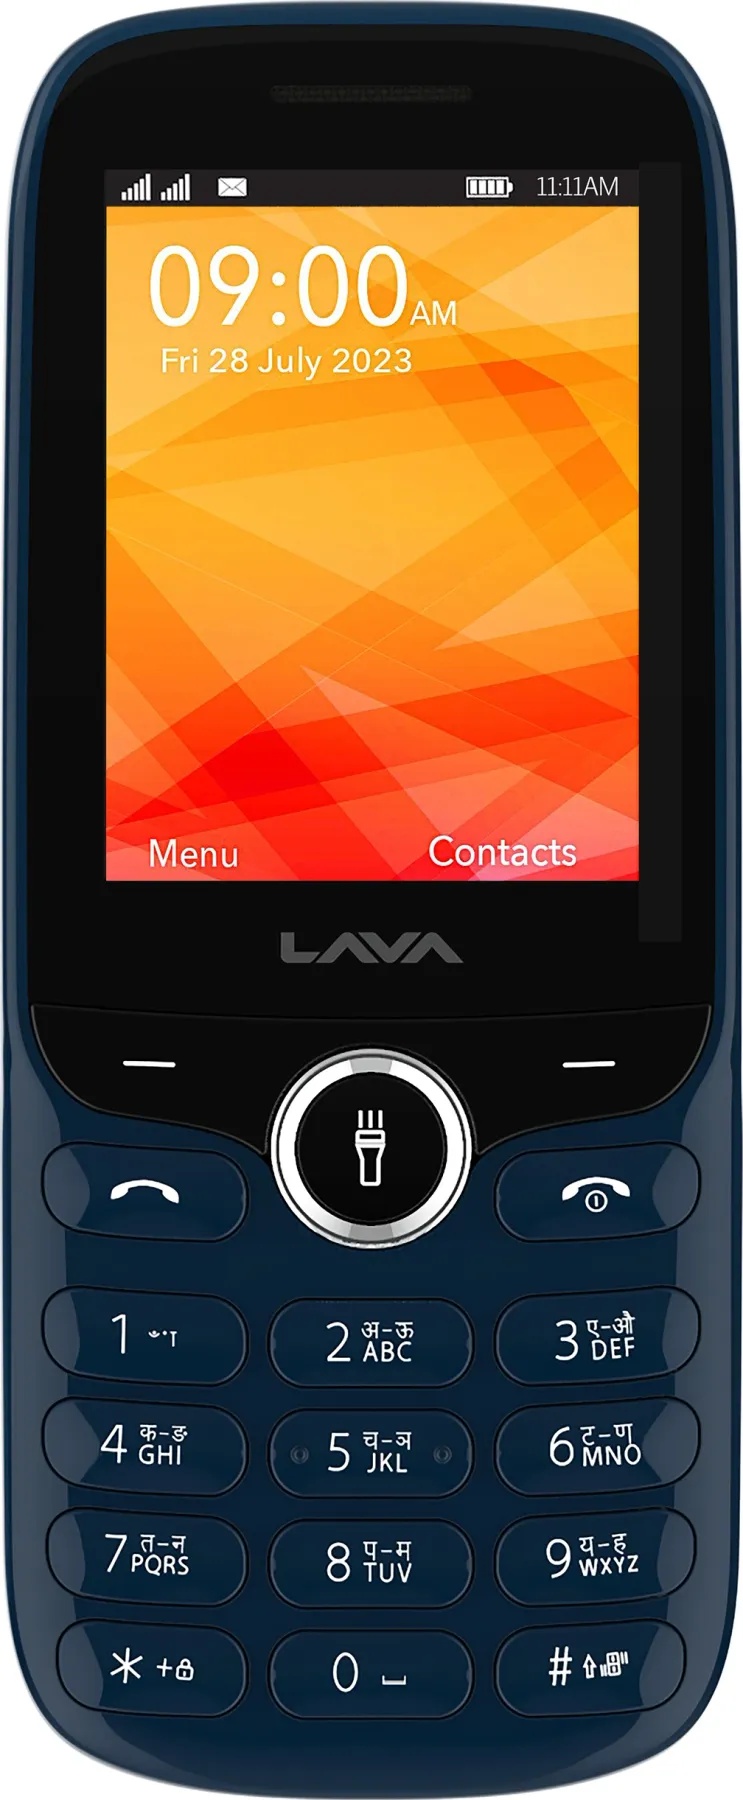 11:11AM
09:00AM
Fri 28 July 2023
Menu Contacts
LAVA
1
2 अ-ऊ ABC
3 ए-औ DEF
4 क-ङ GHI
5 च-ञ JKL
6 ट-ण MNO
7 त-न PQRS
8 प-म TUV
9 य-ह WXYZ
* +
0
#